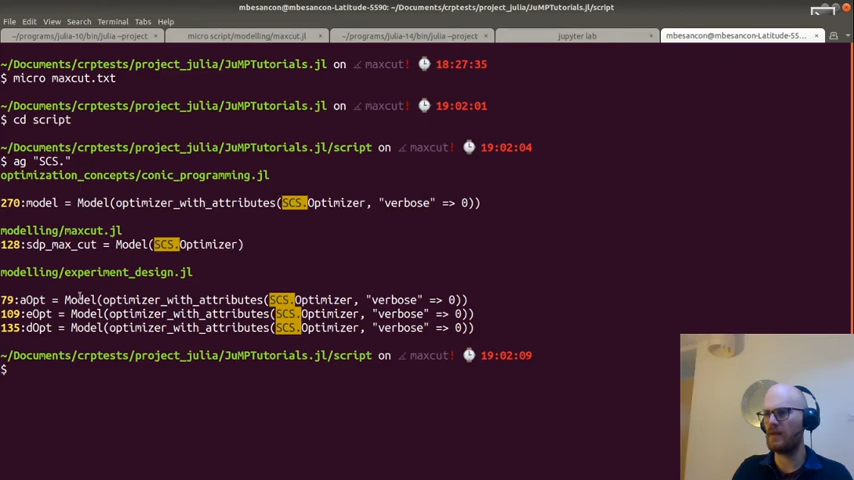 mbesancon@mbesancon-Latitude-5590: ~/Documents/crptests/project_julia/JuMPTutorials.jl/script
File Edit View Search Terminal Tabs Help
~/programs/julia-10/bin/julia --project × micro script/modelling/maxcut.jl × ~/programs/julia-14/bin/julia --project × jupyter lab × mbesancon@mbesancon-Latitude-55... ×
~/Documents/crptests/project_julia/JuMPTutorials.jl on maxcut! 18:27:35
$ micro maxcut.txt
~/Documents/crptests/project_julia/JuMPTutorials.jl on maxcut! 19:02:01
$ cd script
~/Documents/crptests/project_julia/JuMPTutorials.jl/script on maxcut! 19:02:04
$ ag "SCS."
optimization_concepts/conic_programming.jl
270:model = Model(optimizer_with_attributes(SCS.Optimizer, "verbose" => 0))
modelling/maxcut.jl
128:sdp_max_cut = Model(SCS.Optimizer)
modelling/experiment_design.jl
79:aOpt = Model(optimizer_with_attributes(SCS.Optimizer, "verbose" => 0))
109:eOpt = Model(optimizer_with_attributes(SCS.Optimizer, "verbose" => 0))
135:dOpt = Model(optimizer_with_attributes(SCS.Optimizer, "verbose" => 0))
~/Documents/crptests/project_julia/JuMPTutorials.jl/script on maxcut! 19:02:09
$